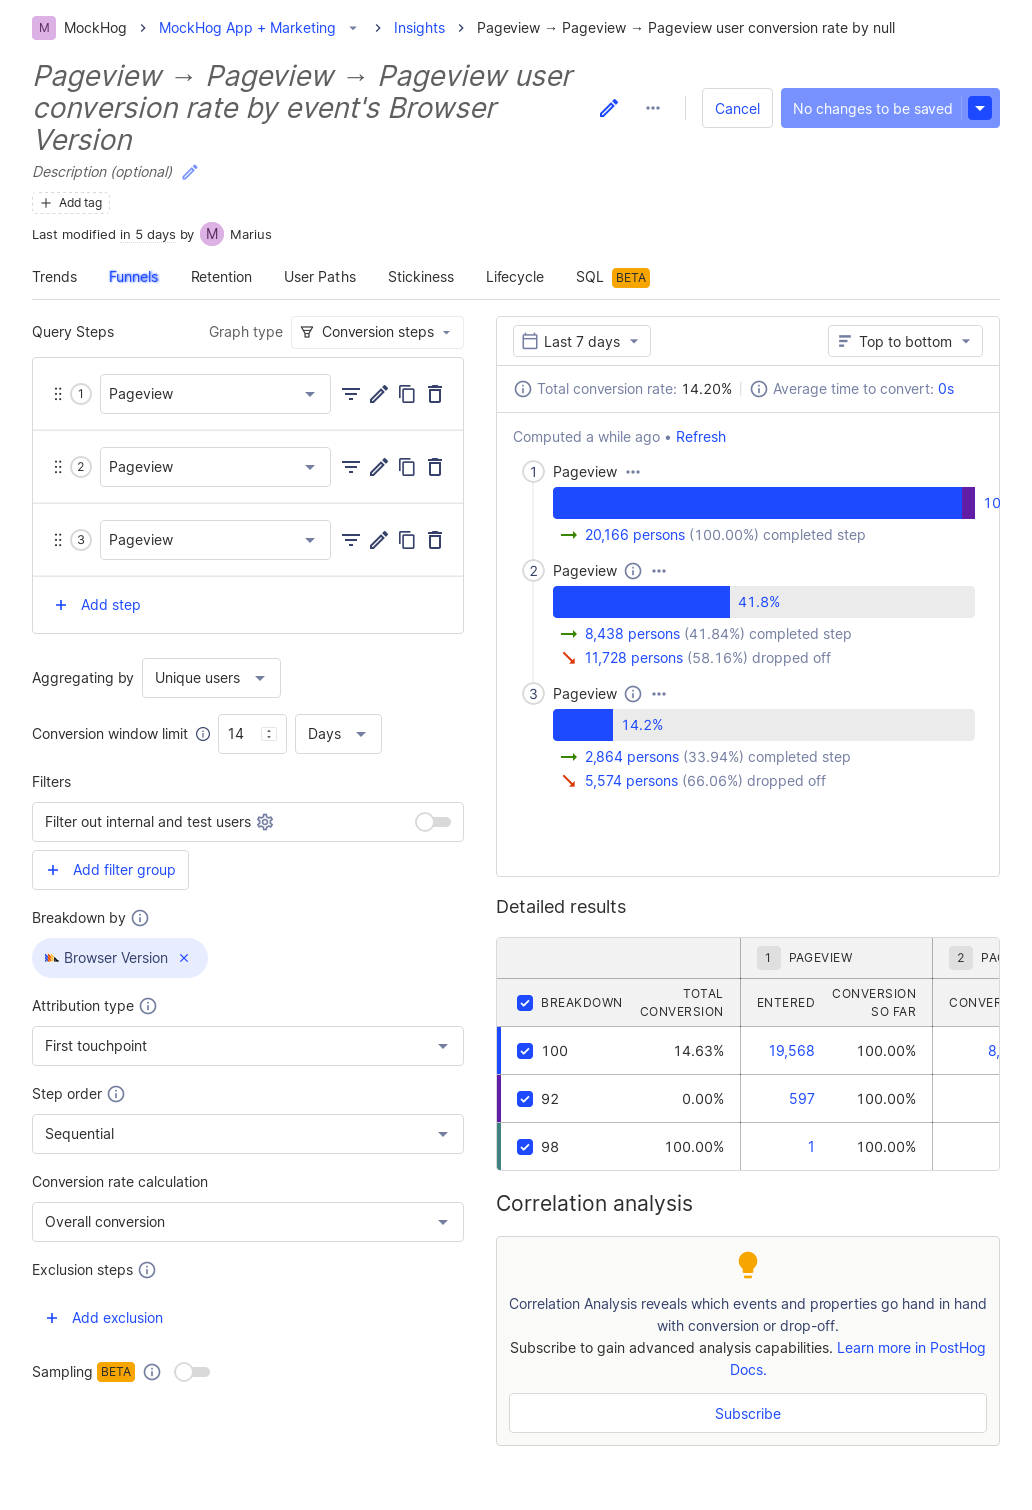 M MockHog > MockHog App + Marketing > Insights > Pageview → Pageview → Pageview user conversion rate by null
Pageview → Pageview → Pageview user
conversion rate by event's Browser
Version
Cancel
No changes to be saved
Description (optional)
+ Add tag
Last modified in 5 days by M Marius
Trends Funnels Retention User Paths Stickiness Lifecycle SQL BETA
Query Steps
Graph type Conversion steps
1 Pageview
2 Pageview
3 Pageview
+ Add step
Aggregating by Unique users
Conversion window limit 14 Days
Filters
Filter out internal and test users
+ Add filter group
Breakdown by
Browser Version
Attribution type
First touchpoint
Step order
Sequential
Conversion rate calculation
Overall conversion
Exclusion steps
+ Add exclusion
Sampling BETA
Last 7 days
Top to bottom
Total conversion rate: 14.20%
Average time to convert: 0s
Computed a while ago • Refresh
1 Pageview
10
20,166 persons (100.00%) completed step
2 Pageview
41.8%
8,438 persons (41.84%) completed step
11,728 persons (58.16%) dropped off
3 Pageview
14.2%
2,864 persons (33.94%) completed step
5,574 persons (66.06%) dropped off
Detailed results
1 PAGEVIEW 2
BREAKDOWN TOTAL CONVERSION ENTERED CONVERSION SO FAR
100 14.63% 19,568 100.00% 8,
92 0.00% 597 100.00%
98 100.00% 1 100.00%
Correlation analysis
Correlation Analysis reveals which events and properties go hand in hand
with conversion or drop-off.
Subscribe to gain advanced analysis capabilities. Learn more in PostHog
Docs.
Subscribe